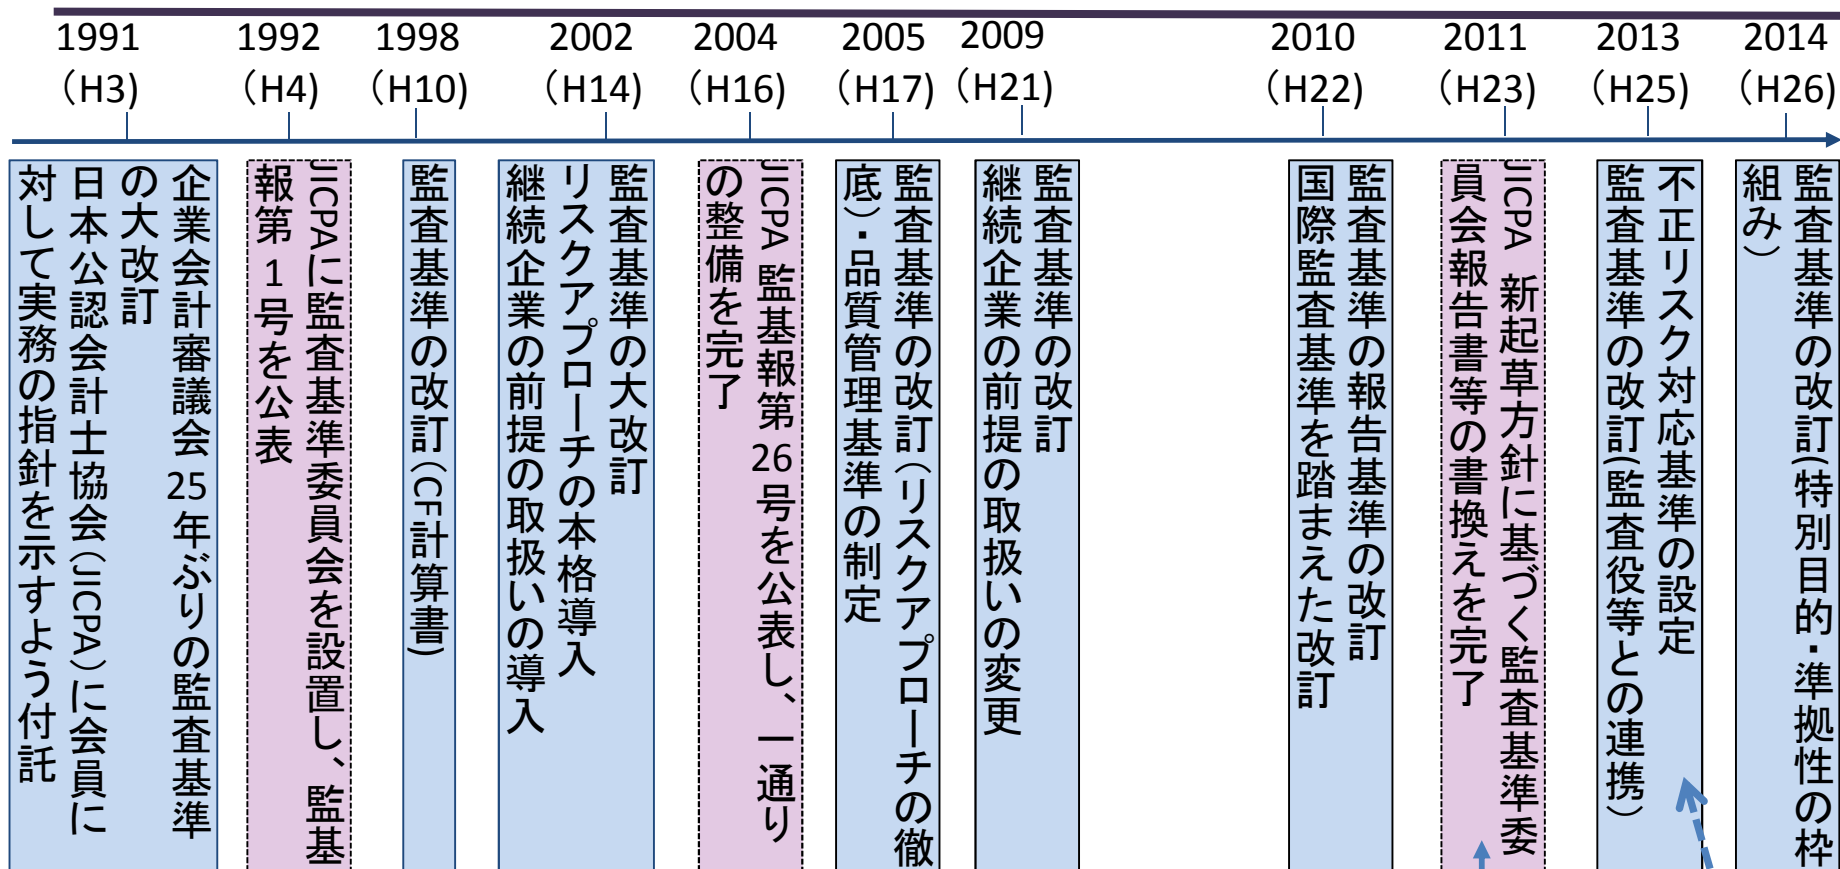 1991
(H3)
1992
(H4)
1998
(H10)
2002
(H14)
2004
(H16)
2005
(H17)
2009
(H21)
2010
(H22)
2011
(H23)
2013
(H25)
2014
(H26)
企業会計審議会25年ぶりの監査基準
の大改訂
日本公認会計士協会(JICPA)に会員に
対して実務の指針を示すよう付託
JICPAに監査基準委員会を設置し、監基
報第1号を公表
監査基準の改訂(CF計算書)
監査基準の大改訂
リスクアプローチの本格導入
継続企業の前提の取扱いの導入
JICPA 監基報第26号を公表し、一通り
の整備を完了
監査基準の改訂(リスクアプローチの徹
底)・品質管理基準の制定
監査基準の改訂
継続企業の前提の取扱いの変更
監査基準の報告基準の改訂
国際監査基準を踏まえた改訂
JICPA 新起草方針に基づく監査基準委
員会報告書等の書換えを完了
不正リスク対応基準の設定
監査基準の改訂(監査役等との連携)
監査基準の改訂(特別目的・準拠性の枠
組み)